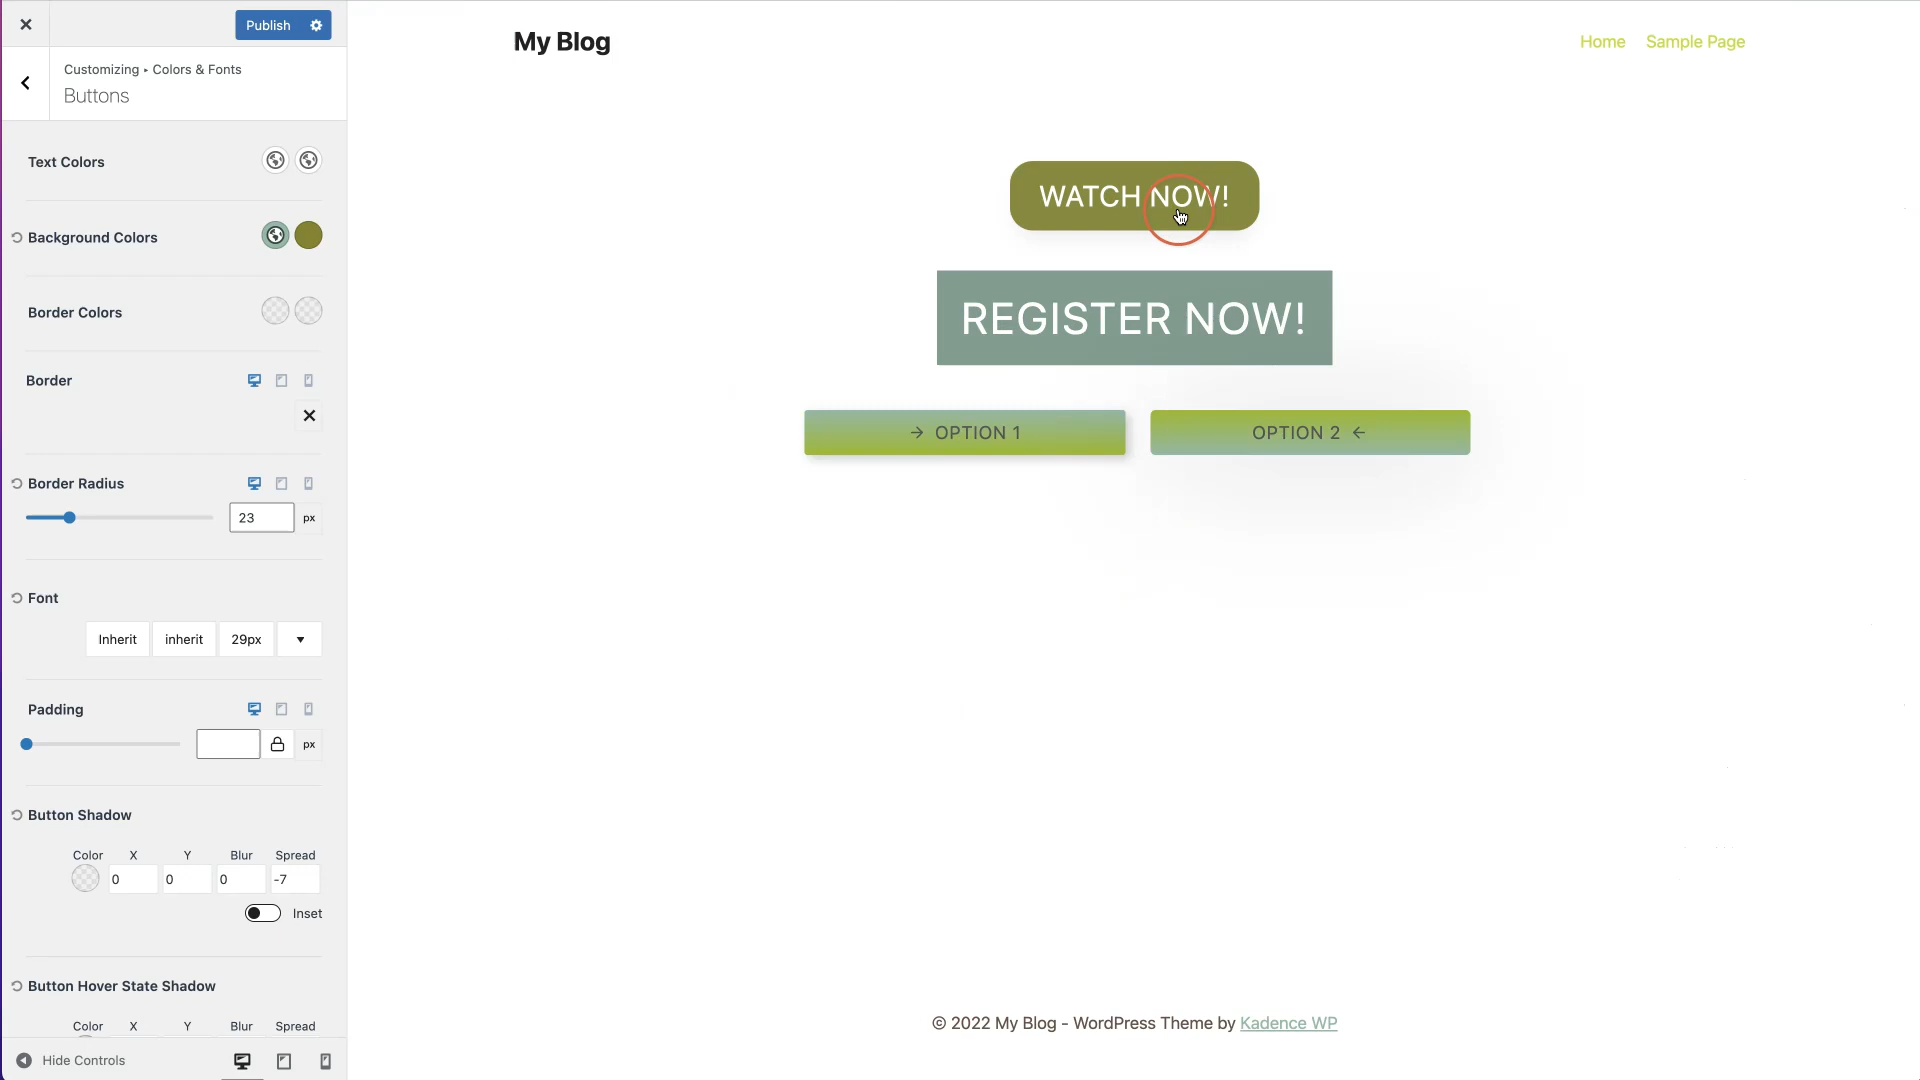 Publish
Customizing ▸ Colors & Fonts
Buttons
Text Colors
Background Colors
Border Colors
Border
Border Radius
23 px
Font
Inherit inherit 29px
Padding
px
Button Shadow
Color X Y Blur Spread
0 0 0 -7
Inset
Button Hover State Shadow
Color X Y Blur Spread
Hide Controls
My Blog
Home Sample Page
WATCH NOW!
REGISTER NOW!
→ OPTION 1
OPTION 2 ←
© 2022 My Blog - WordPress Theme by Kadence WP